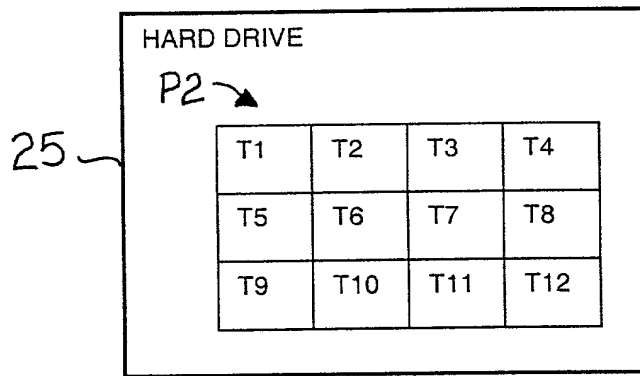 HARD DRIVE
P2
25
T1 T2 T3 T4
T5 T6 T7 T8
T9 T10 T11 T12